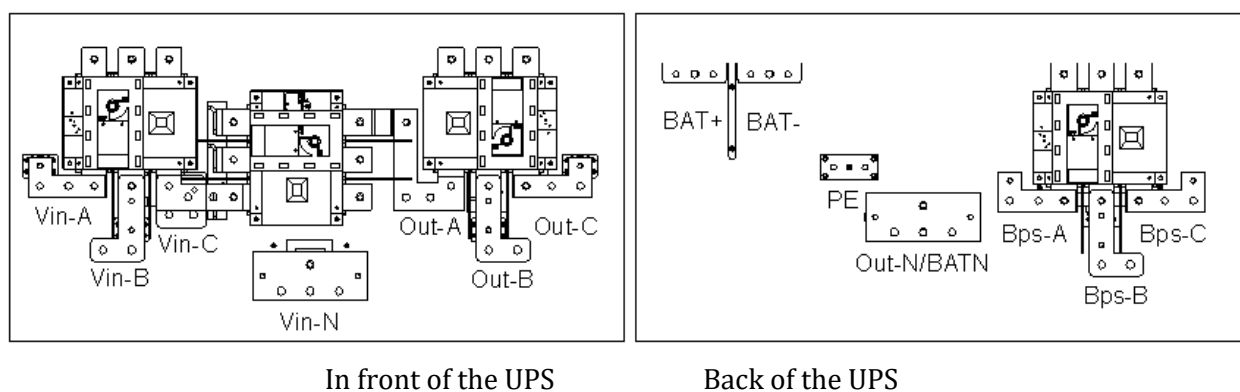 BAT+ BAT-
PE
Vin-A Vin-C Out-A Out-C
Vin-B Out-B
Vin-N
Out-N/BATN
Bps-A Bps-C
Bps-B
In front of the UPS Back of the UPS